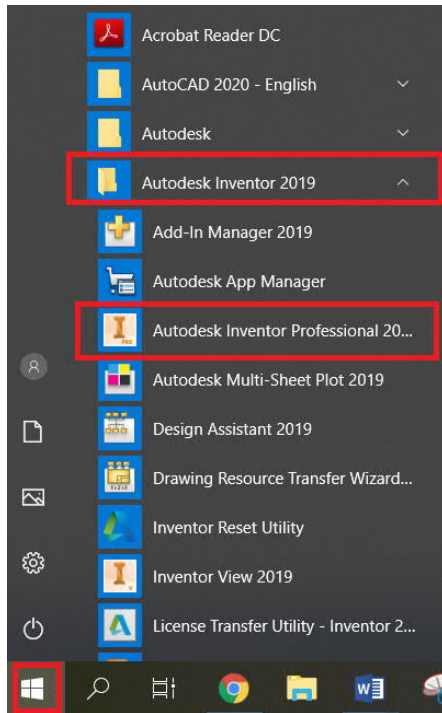 Acrobat Reader DC
AutoCAD 2020 - English
Autodesk
Autodesk Inventor 2019
Add-In Manager 2019
Autodesk App Manager
Autodesk Inventor Professional 20...
Autodesk Multi-Sheet Plot 2019
Design Assistant 2019
Drawing Resource Transfer Wizard...
Inventor Reset Utility
Inventor View 2019
License Transfer Utility - Inventor 2...